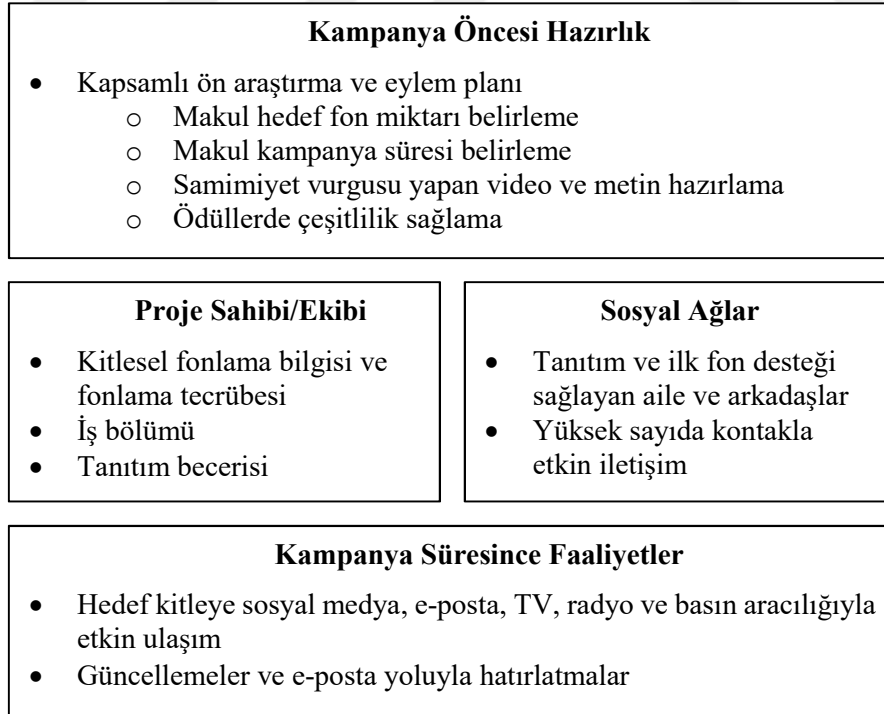 Kampanya Öncesi Hazırlık
• Kapsamlı ön araştırma ve eylem planı
o Makul hedef fon miktarı belirleme
o Makul kampanya süresi belirleme
o Samimiyet vurgusu yapan video ve metin hazırlama
o Ödüllerde çeşitlilik sağlama
Proje Sahibi/Ekibi
• Kitlesel fonlama bilgisi ve
fonlama tecrübesi
• İş bölümü
• Tanıtım becerisi
Sosyal Ağlar
• Tanıtım ve ilk fon desteği
sağlayan aile ve arkadaşlar
• Yüksek sayıda kontakla
etkin iletişim
Kampanya Süresince Faaliyetler
• Hedef kitleye sosyal medya, e-posta, TV, radyo ve basın aracılığıyla
etkin ulaşım
• Güncellemeler ve e-posta yoluyla hatırlatmalar